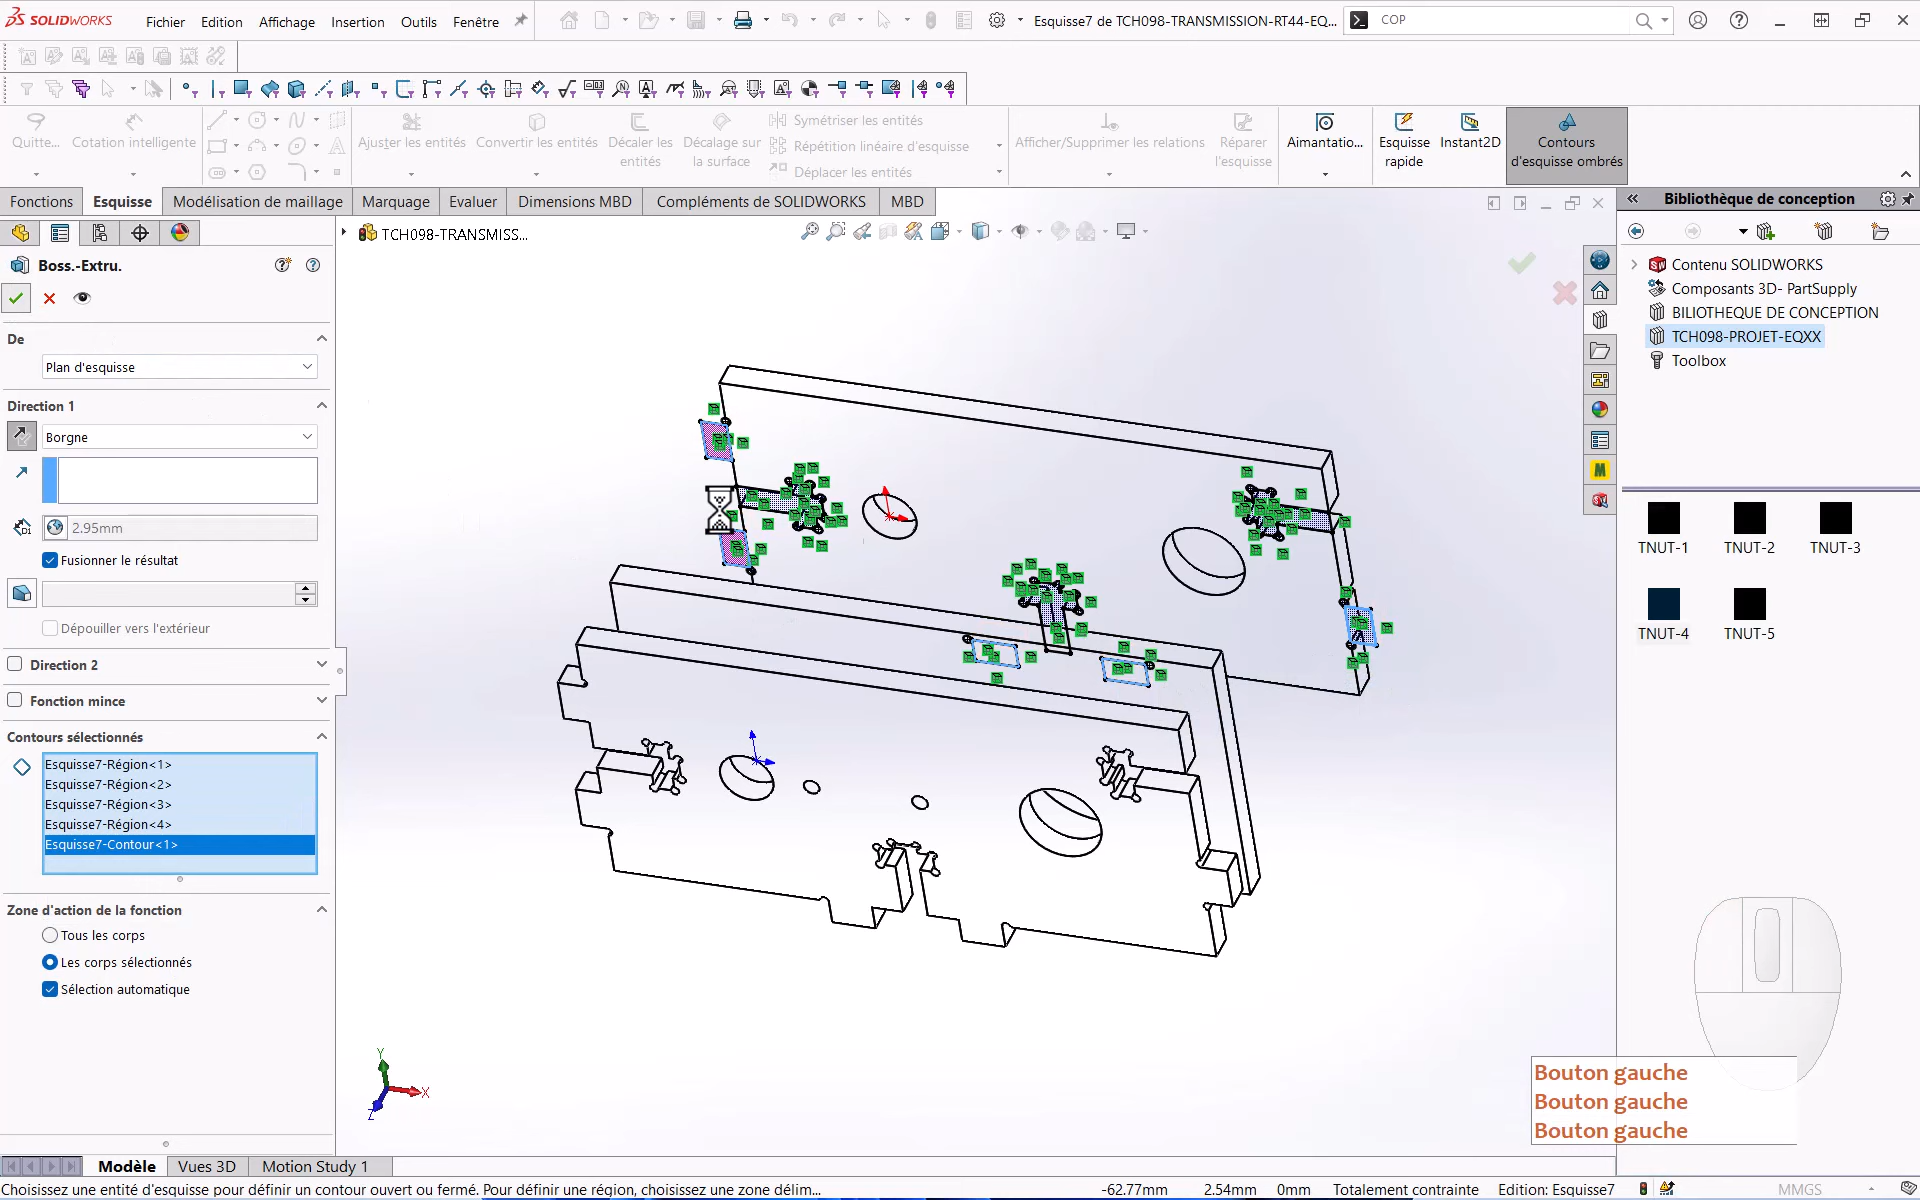 SOLIDWORKS
Fichier
Edition
Affichage
Insertion
Outils
Fenêtre
Esquisse7 de TCH098-TRANSMISSION-RT44-EQ...
COP
Quitte...
Cotation intelligente
Ajuster les entités
Convertir les entités
Décaler les entités
Décalage sur la surface
Symétriser les entités
Répétition linéaire d'esquisse
Déplacer les entités
Afficher/Supprimer les relations
Réparer l'esquisse
Aimantatio...
Esquisse rapide
Instant2D
Contours d'esquisse ombrés
Fonctions
Esquisse
Modélisation de maillage
Marquage
Evaluer
Dimensions MBD
Compléments de SOLIDWORKS
MBD
TCH098-TRANSMISS...
Boss.-Extru.
De
Plan d'esquisse
Direction 1
Borgne
2.95mm
Fusionner le résultat
Dépouiller vers l'extérieur
Direction 2
Fonction mince
Contours sélectionnés
Esquisse7-Région<1>
Esquisse7-Région<2>
Esquisse7-Région<3>
Esquisse7-Région<4>
Esquisse7-Contour<1>
Zone d'action de la fonction
Tous les corps
Les corps sélectionnés
Sélection automatique
Y
X
Z
Bibliothèque de conception
Contenu SOLIDWORKS
Composants 3D- PartSupply
BILIOTHEQUE DE CONCEPTION
TCH098-PROJET-EQXX
Toolbox
TNUT-1
TNUT-2
TNUT-3
TNUT-4
TNUT-5
Bouton gauche
Bouton gauche
Bouton gauche
Modèle
Vues 3D
Motion Study 1
Choisissez une entité d'esquisse pour définir un contour ouvert ou fermé. Pour définir une région, choisissez une zone délim...
-62.77mm
2.54mm
0mm
Totalement contrainte
Edition: Esquisse7
MMGS